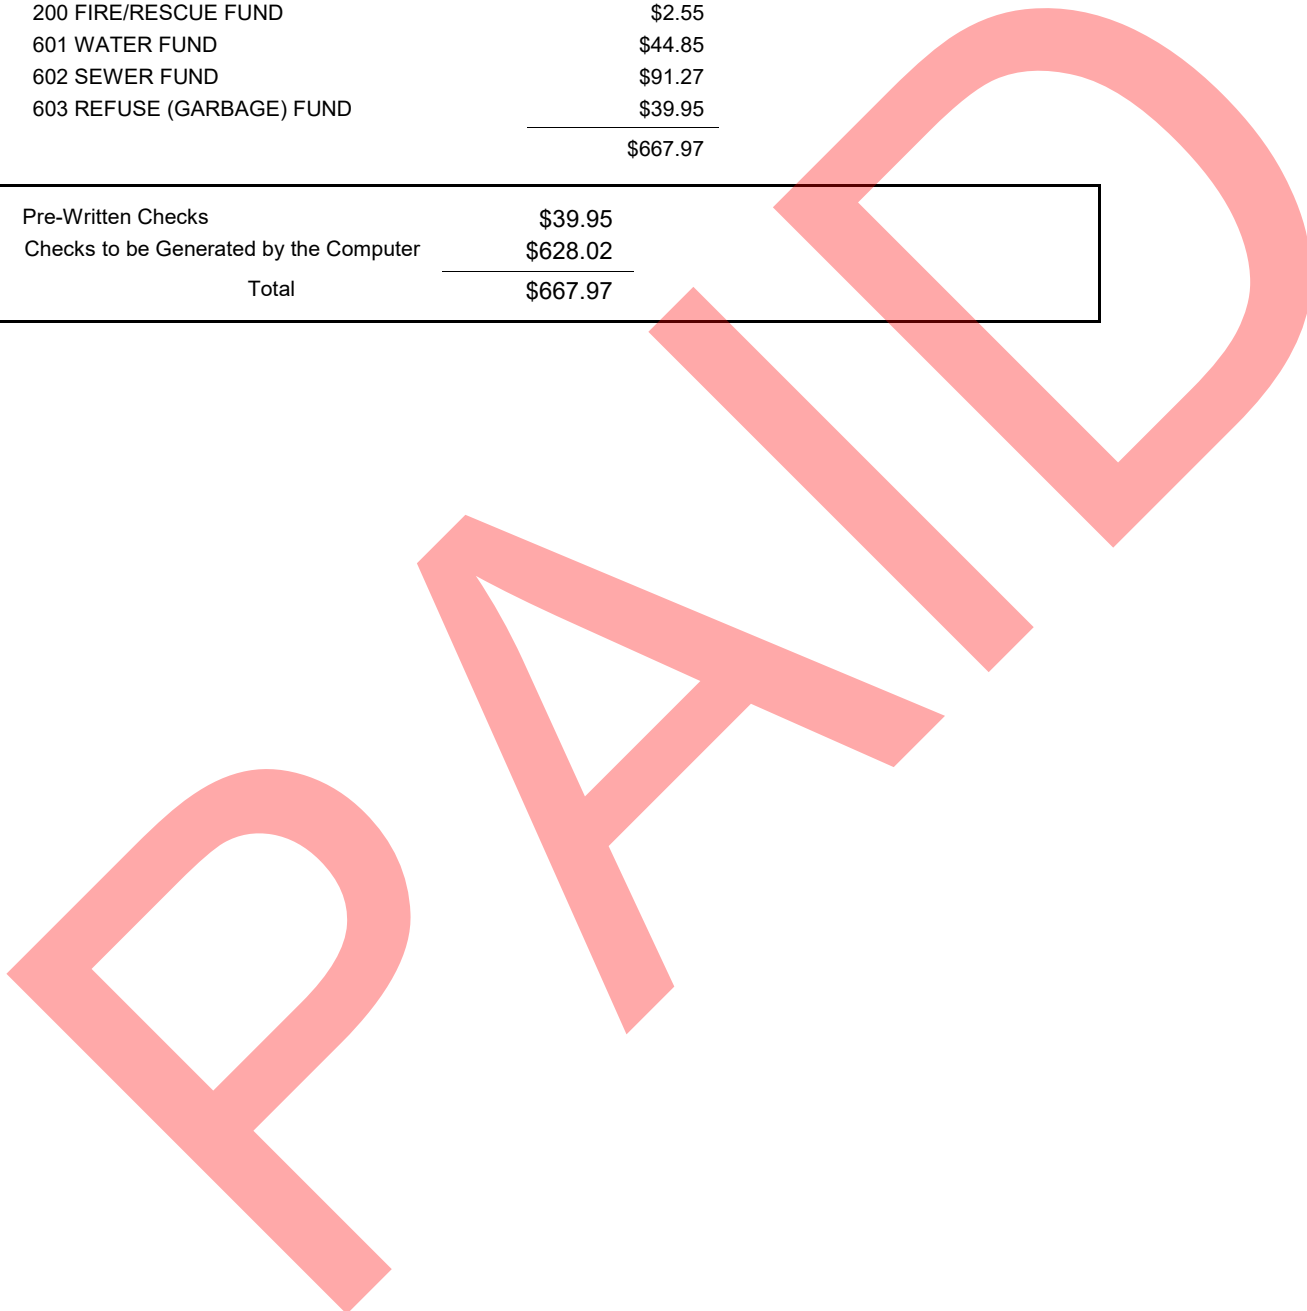 200 FIRE/RESCUE FUND $2.55
601 WATER FUND $44.85
602 SEWER FUND $91.27
603 REFUSE (GARBAGE) FUND $39.95
$667.97
Pre-Written Checks $39.95
Checks to be Generated by the Computer $628.02
Total $667.97
PAID